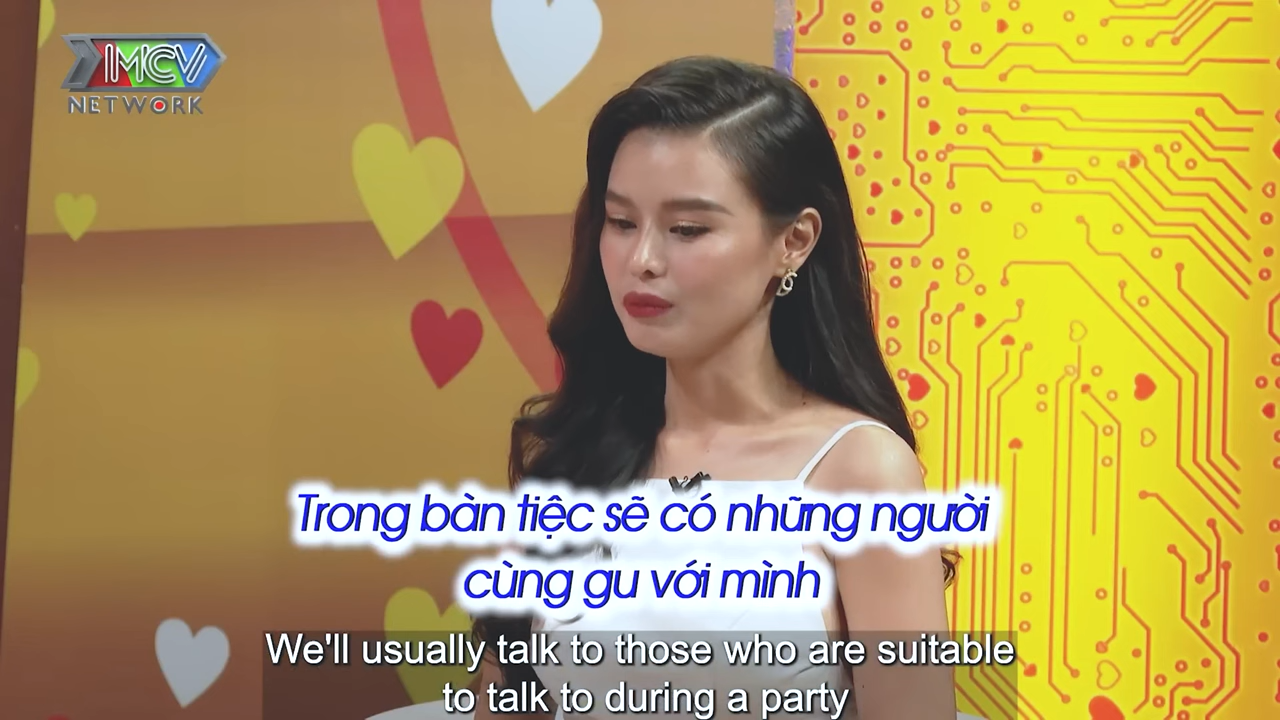 MCV
NETWORK
Trong bàn tiệc sẽ có những người
cùng gu với mình
We'll usually talk to those who are suitable
to talk to during a party